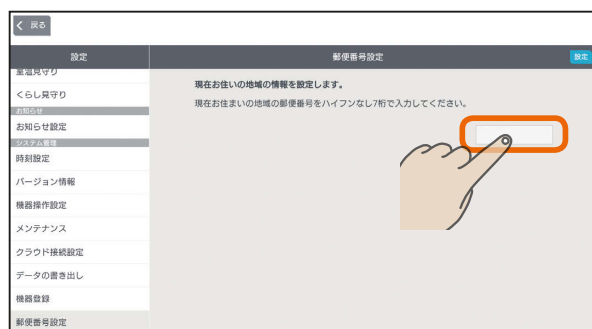 戻る
設定
郵便番号設定
設定
室温見守り
くらし見守り
お知らせ
お知らせ設定
システム管理
時刻設定
バージョン情報
機器操作設定
メンテナンス
クラウド接続設定
データの書き出し
機器登録
郵便番号設定
現在お住いの地域の情報を設定します。
現在お住まいの地域の郵便番号をハイフンなし7桁で入力してください。